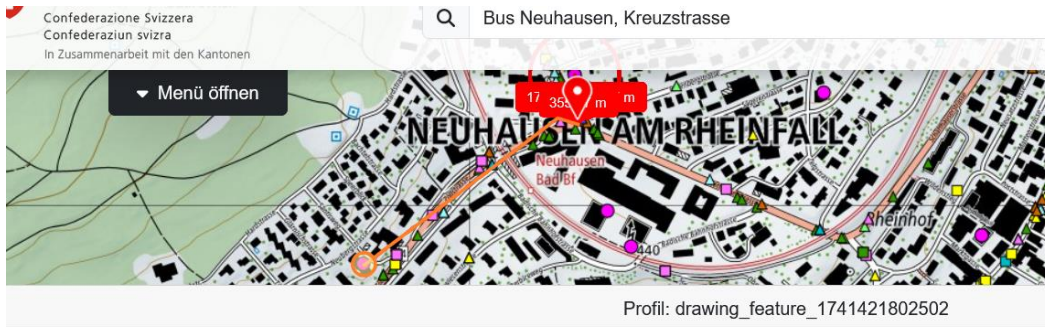 Confederazione Svizzera
Confederaziun svizra
In Zusammenarbeit mit den Kantonen
Bus Neuhausen, Kreuzstrasse
Menü öffnen
17
m
m
NEUHAUSEN AM RHEINFALL
Neuhausen
Bad Bf
Rheinhof
440
Profil: drawing_feature_1741421802502